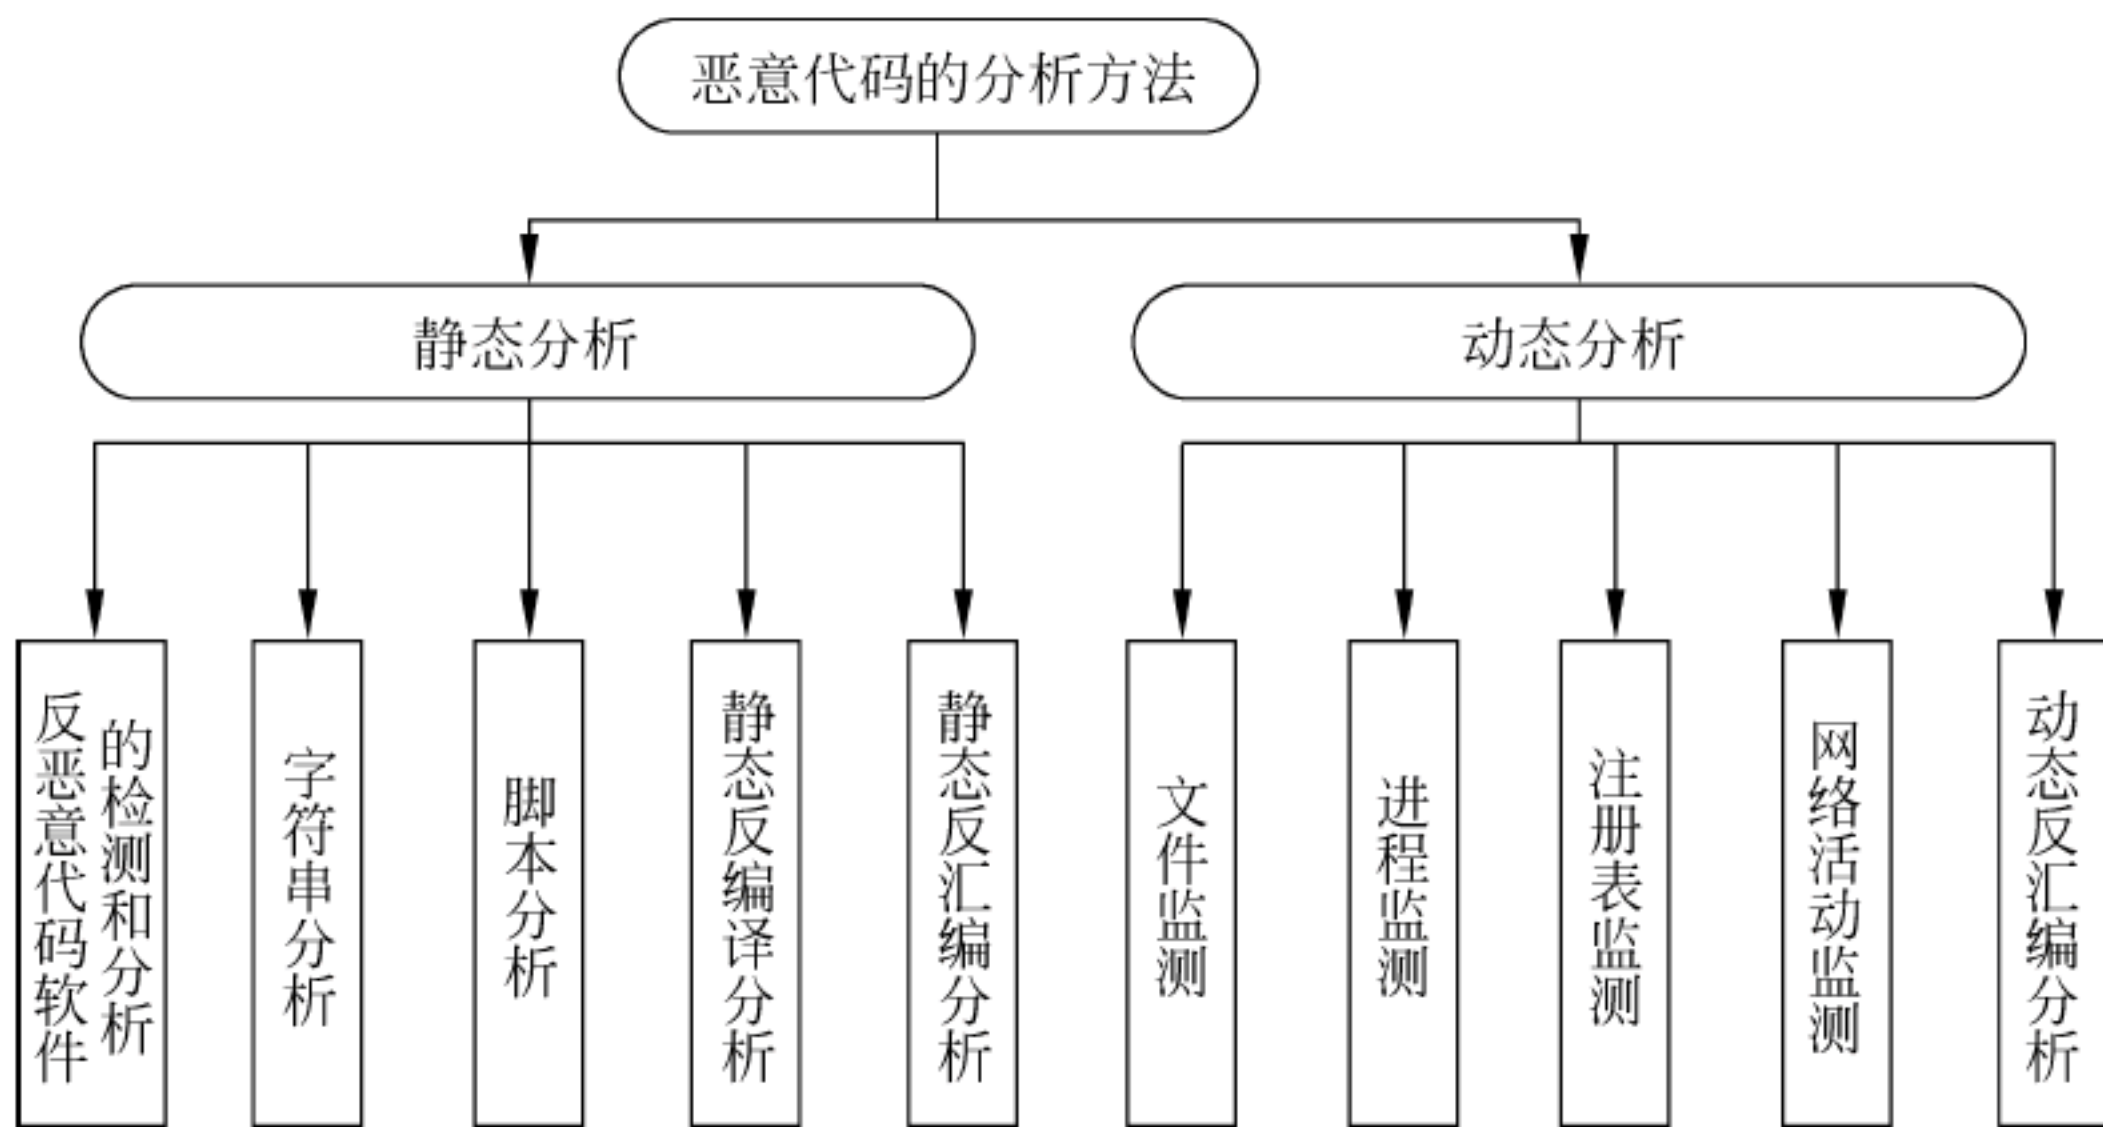 恶意代码的分析方法
静态分析
动态分析
反恶意代码软件
的检测和分析
字符串分析
脚本分析
静态反编译分析
静态反汇编分析
文件监测
进程监测
注册表监测
网络活动监测
动态反汇编分析